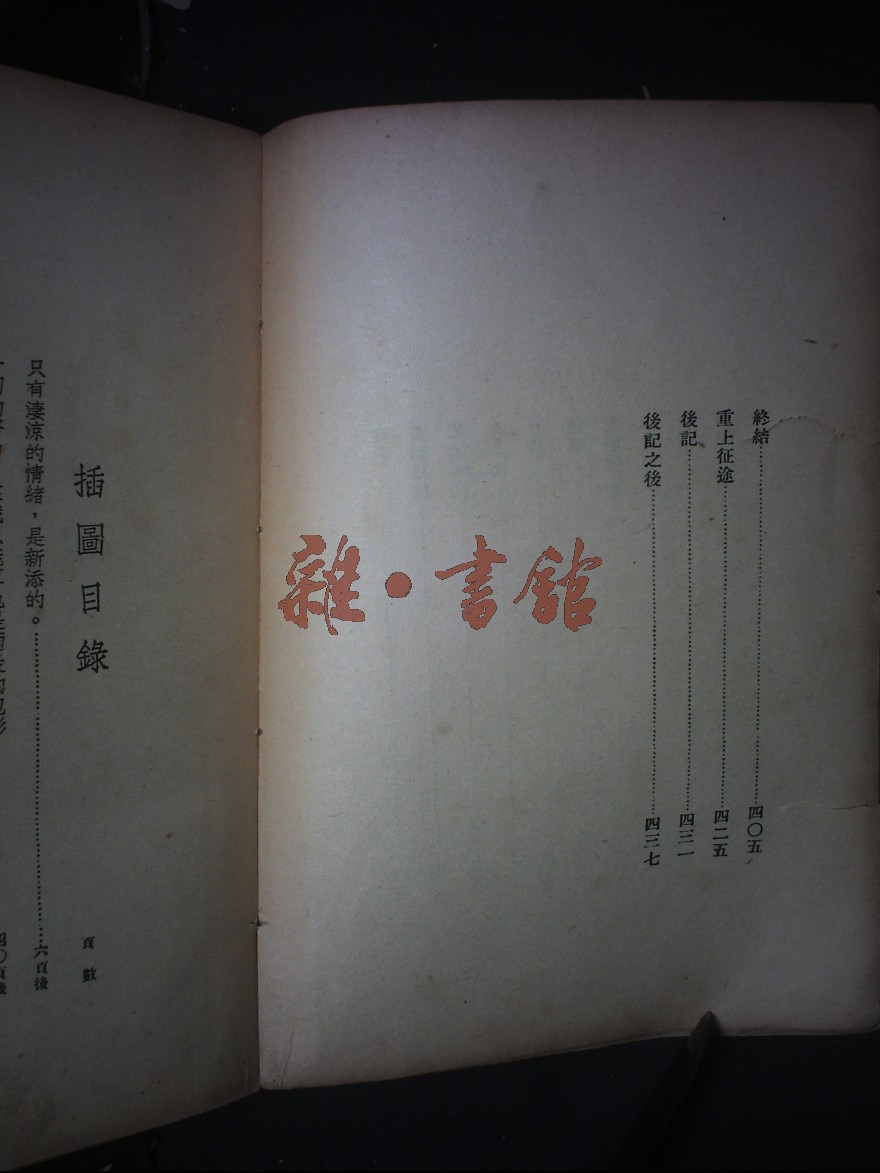 終結 四〇五
重上征途 四二五
後記 四三一
後記之後 四三七
插圖目錄
頁數
只有淒涼的情緒，是新添的。 六頁後
雜·書館